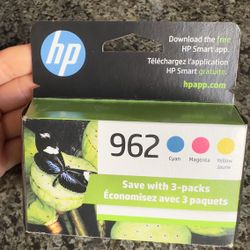 hp
Download the free
HP Smart app.
Téléchargez l'application
HP Smart gratuite.
hpapp.com
962
Cyan
Magenta
Yellow
Jaune
Save with 3-packs
Économisez avec 3 paquets